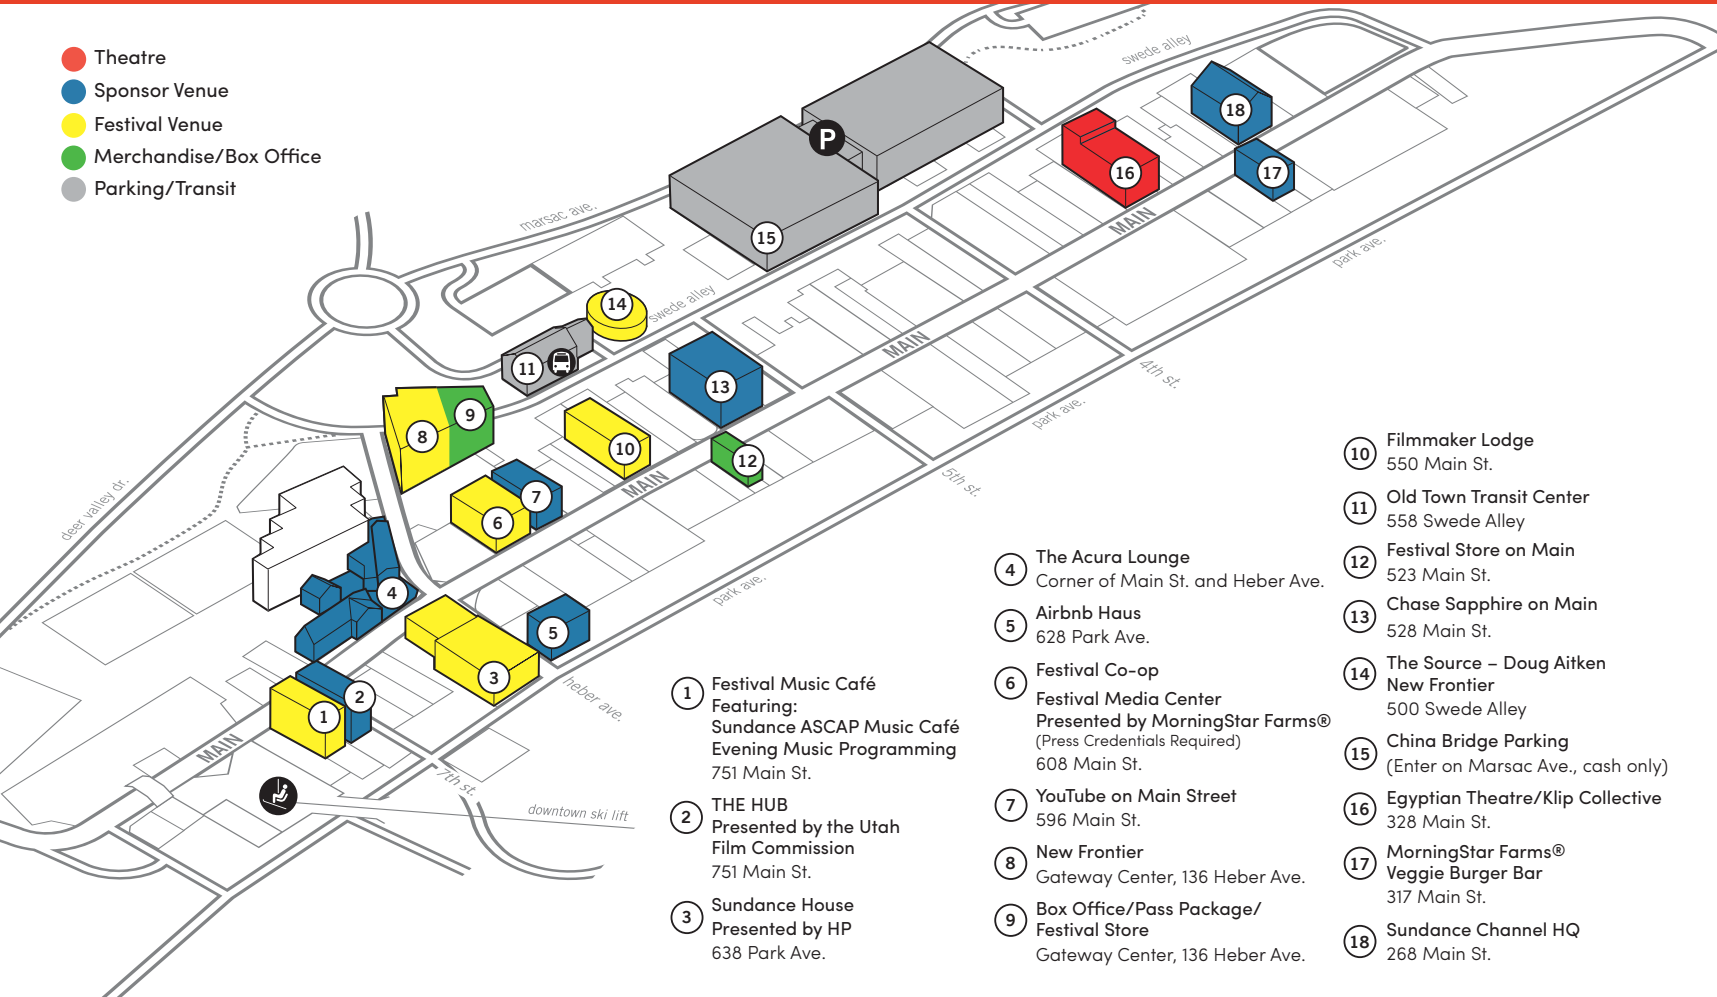 Theatre
Sponsor Venue
Festival Venue
Merchandise/Box Office
Parking/Transit
swede alley
P
18
17
16
MAIN
park ave.
marsac ave.
15
14
swede alley
MAIN
4th st.
11
13
park ave.
9
8
10
12
MAIN
5th st.
deer valley dr.
7
6
park ave.
4
5
3
heber ave.
2
1
MAIN
7th st.
downtown ski lift
1
Festival Music Café
Featuring:
Sundance ASCAP Music Café
Evening Music Programming
751 Main St.
2
THE HUB
Presented by the Utah
Film Commission
751 Main St.
3
Sundance House
Presented by HP
638 Park Ave.
4
The Acura Lounge
Corner of Main St. and Heber Ave.
5
Airbnb Haus
628 Park Ave.
6
Festival Co-op
Festival Media Center
Presented by MorningStar Farms®
(Press Credentials Required)
608 Main St.
7
YouTube on Main Street
596 Main St.
8
New Frontier
Gateway Center, 136 Heber Ave.
9
Box Office/Pass Package/
Festival Store
Gateway Center, 136 Heber Ave.
10
Filmmaker Lodge
550 Main St.
11
Old Town Transit Center
558 Swede Alley
12
Festival Store on Main
523 Main St.
13
Chase Sapphire on Main
528 Main St.
14
The Source – Doug Aitken
New Frontier
500 Swede Alley
15
China Bridge Parking
(Enter on Marsac Ave., cash only)
16
Egyptian Theatre/Klip Collective
328 Main St.
17
MorningStar Farms®
Veggie Burger Bar
317 Main St.
18
Sundance Channel HQ
268 Main St.